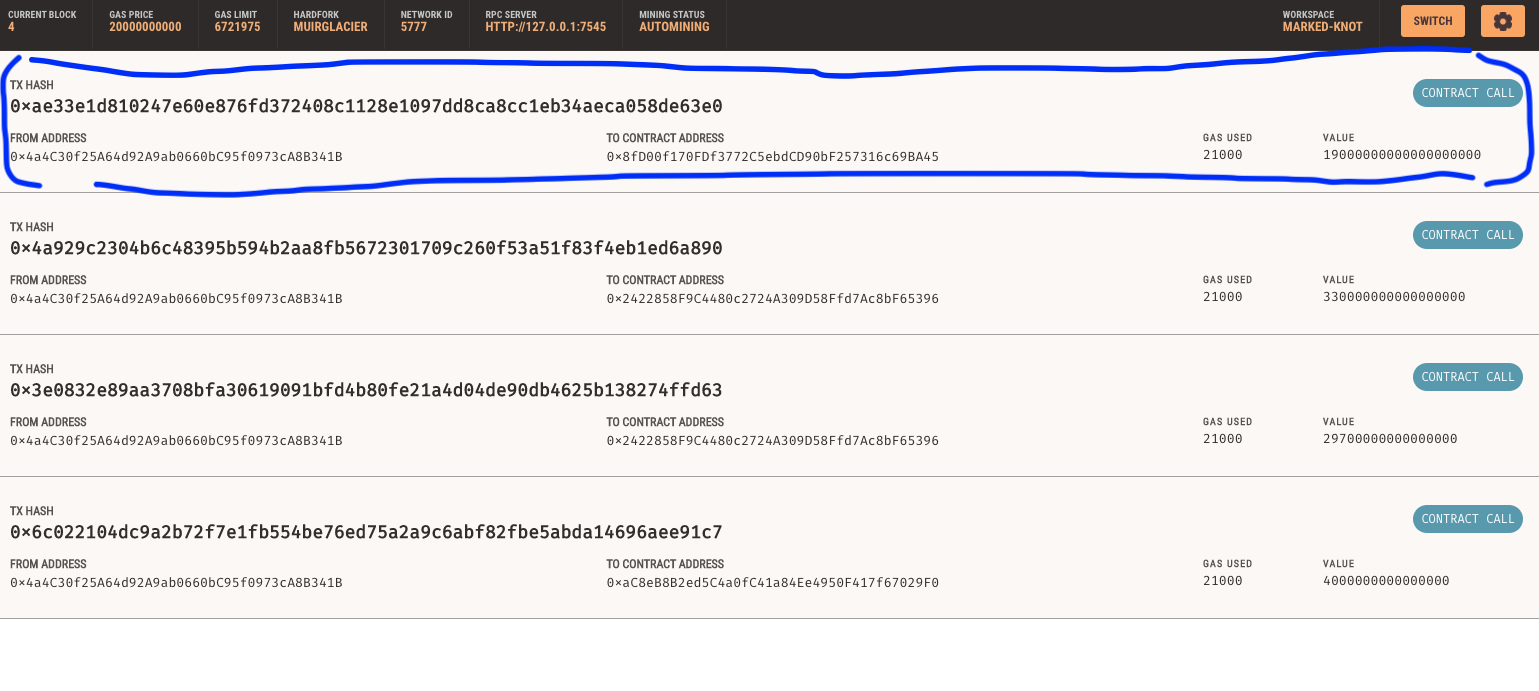 CURRENT BLOCK GAS PRICE GAS LIMIT HARDFORK NETWORK ID RPC SERVER MINING STATUS WORKSPACE
4 20000000000 6721975 MUIRGLACIER 5777 HTTP://127.0.0.1:7545 AUTOMINING MARKED-KNOT SWITCH
TX HASH
0×ae33e1d810247e60e876fd372408c1128e1097dd8ca8cc1eb34aeca058de63e0 CONTRACT CALL
FROM ADDRESS TO CONTRACT ADDRESS GAS USED VALUE
0×4a4C30f25A64d92A9ab0660bC95f0973cA8B341B 0×8fD00f170FDf3772C5ebdCD90bF257316c69BA45 21000 19000000000000000000
TX HASH
0×4a929c2304b6c48395b594b2aa8fb5672301709c260f53a51f83f4eb1ed6a890 CONTRACT CALL
FROM ADDRESS TO CONTRACT ADDRESS GAS USED VALUE
0×4a4C30f25A64d92A9ab0660bC95f0973cA8B341B 0×2422858F9C4480c2724A309D58Ffd7Ac8bF65396 21000 330000000000000000
TX HASH
0×3e0832e89aa3708bfa30619091bfd4b80fe21a4d04de90db4625b138274ffd63 CONTRACT CALL
FROM ADDRESS TO CONTRACT ADDRESS GAS USED VALUE
0×4a4C30f25A64d92A9ab0660bC95f0973cA8B341B 0×2422858F9C4480c2724A309D58Ffd7Ac8bF65396 21000 29700000000000000
TX HASH
0×6c022104dc9a2b72f7e1fb554be76ed75a2a9c6abf82fbe5abda14696aee91c7 CONTRACT CALL
FROM ADDRESS TO CONTRACT ADDRESS GAS USED VALUE
0×4a4C30f25A64d92A9ab0660bC95f0973cA8B341B 0×aC8eB8B2ed5C4a0fC41a84Ee4950F417f67029F0 21000 4000000000000000